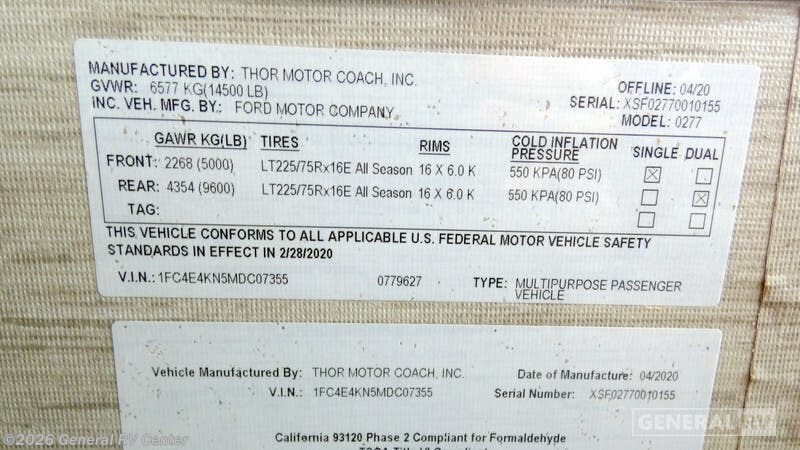 MANUFACTURED BY: THOR MOTOR COACH, INC.
GVWR: 6577 KG(14500 LB) OFFLINE: 04/20
INC. VEH. MFG. BY: FORD MOTOR COMPANY SERIAL: XSF02770010155
MODEL: 0277
GAWR KG(LB) TIRES RIMS COLD INFLATION PRESSURE SINGLE DUAL
FRONT: 2268 (5000) LT225/75Rx16E All Season 16 X 6.0 K 550 KPA(80 PSI)
REAR: 4354 (9600) LT225/75Rx16E All Season 16 X 6.0 K 550 KPA(80 PSI)
TAG:
THIS VEHICLE CONFORMS TO ALL APPLICABLE U.S. FEDERAL MOTOR VEHICLE SAFETY
STANDARDS IN EFFECT IN 2/28/2020
V.I.N.: 1FC4E4KN5MDC07355 0779627 TYPE: MULTIPURPOSE PASSENGER
VEHICLE
Vehicle Manufactured By: THOR MOTOR COACH, INC. Date of Manufacture: 04/2020
V.I.N.: 1FC4E4KN5MDC07355 Serial Number: XSF02770010155
GENERAL RV
California 93120 Phase 2 Compliant for Formaldehyde
©2026 General RV Center